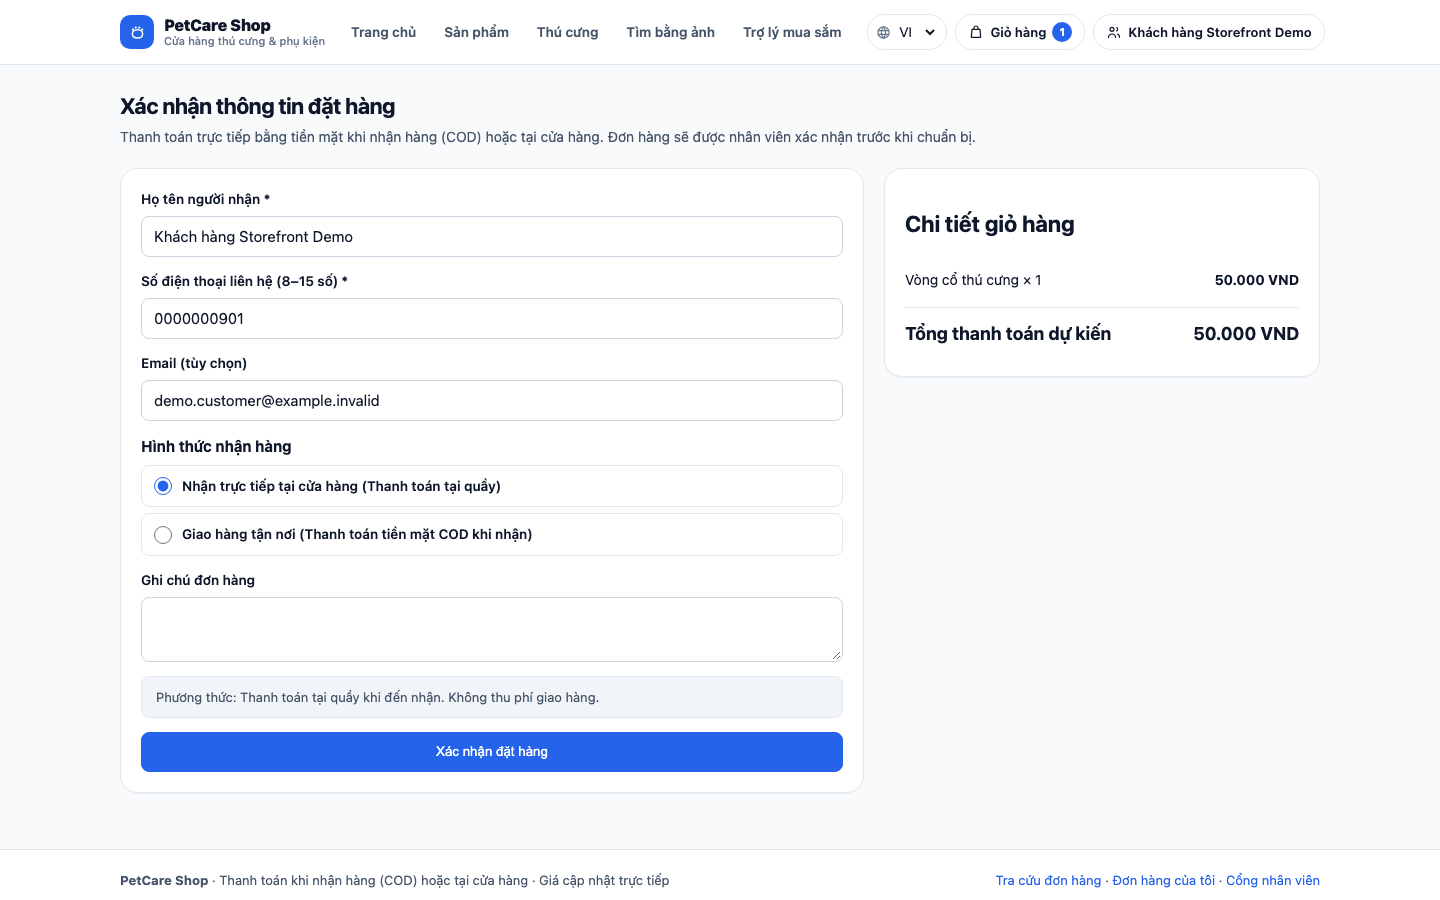 PetCare Shop
Cửa hàng thú cưng & phụ kiện
Trang chủ
Sản phẩm
Thú cưng
Tìm bằng ảnh
Trợ lý mua sắm
VI
Giỏ hàng 1
Khách hàng Storefront Demo
Xác nhận thông tin đặt hàng
Thanh toán trực tiếp bằng tiền mặt khi nhận hàng (COD) hoặc tại cửa hàng. Đơn hàng sẽ được nhân viên xác nhận trước khi chuẩn bị.
Họ tên người nhận *
Khách hàng Storefront Demo
Số điện thoại liên hệ (8–15 số) *
0000000901
Email (tùy chọn)
demo.customer@example.invalid
Hình thức nhận hàng
Nhận trực tiếp tại cửa hàng (Thanh toán tại quầy)
Giao hàng tận nơi (Thanh toán tiền mặt COD khi nhận)
Ghi chú đơn hàng
Phương thức: Thanh toán tại quầy khi đến nhận. Không thu phí giao hàng.
Xác nhận đặt hàng
Chi tiết giỏ hàng
Vòng cổ thú cưng × 1 50.000 VND
Tổng thanh toán dự kiến 50.000 VND
PetCare Shop · Thanh toán khi nhận hàng (COD) hoặc tại cửa hàng · Giá cập nhật trực tiếp
Tra cứu đơn hàng · Đơn hàng của tôi · Cổng nhân viên